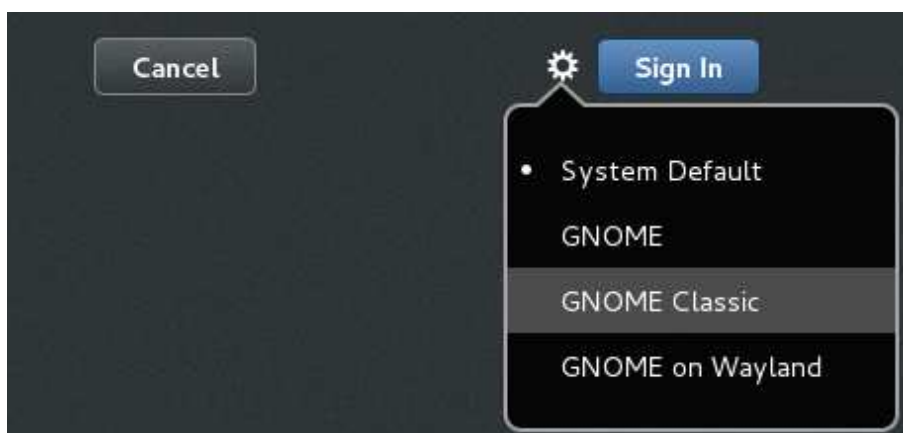 Cancel
Sign In
System Default
GNOME
GNOME Classic
GNOME on Wayland